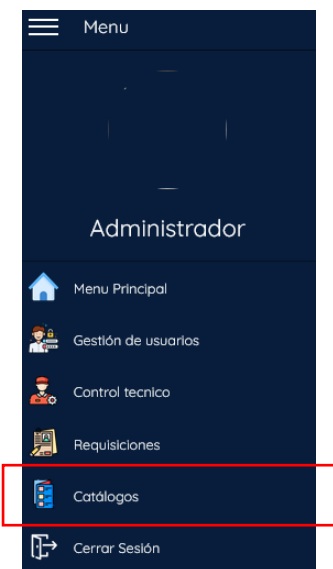 Menu
Administrador
Menu Principal
Gestión de usuarios
Control tecnico
Requisiciones
Catálogos
Cerrar Sesión